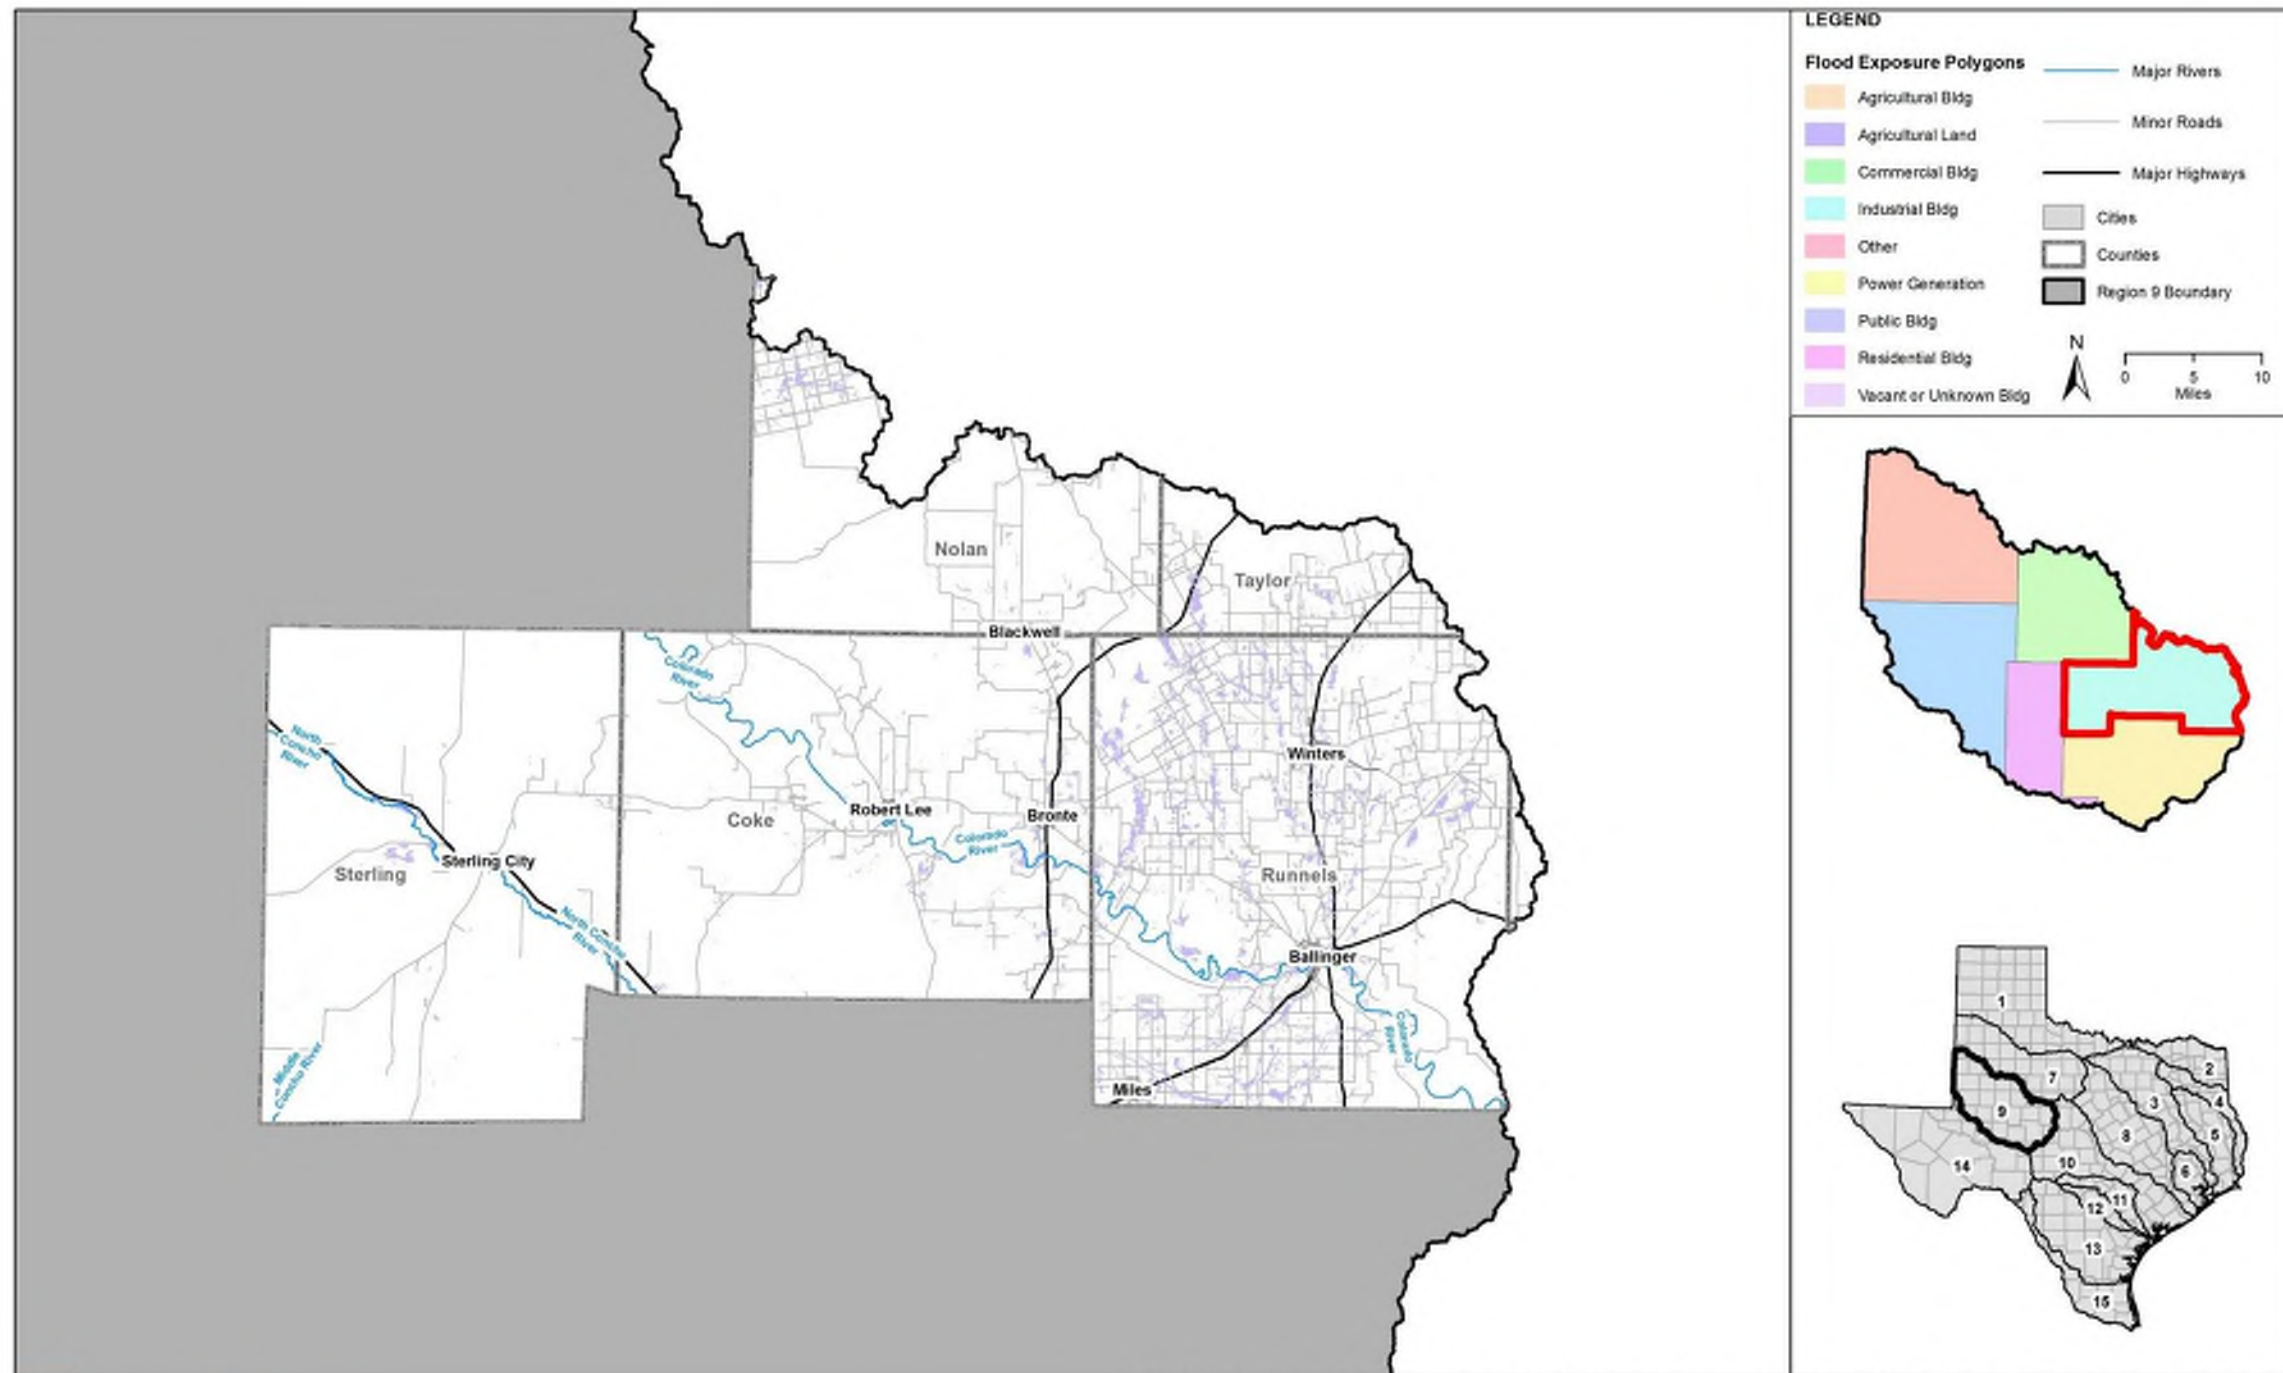 LEGEND
Flood Exposure Polygons
Agricultural Bldg
Agricultural Land
Commercial Bldg
Industrial Bldg
Other
Power Generation
Public Bldg
Residential Bldg
Vacant or Unknown Bldg
Major Rivers
Minor Roads
Major Highways
Cities
Counties
Region 9 Boundary
N
0 5 10
Miles
Nolan
Taylor
Blackwell
Colorado
River
North
Concho
River
Winters
Coke
Robert Lee
Bronte
Colorado
River
Sterling City
Sterling
Runnels
North Concho
River
Ballinger
Colorado
River
Middle
Concho River
Miles
1
2
7
3
4
9
8
5
14
10
6
11
12
13
15